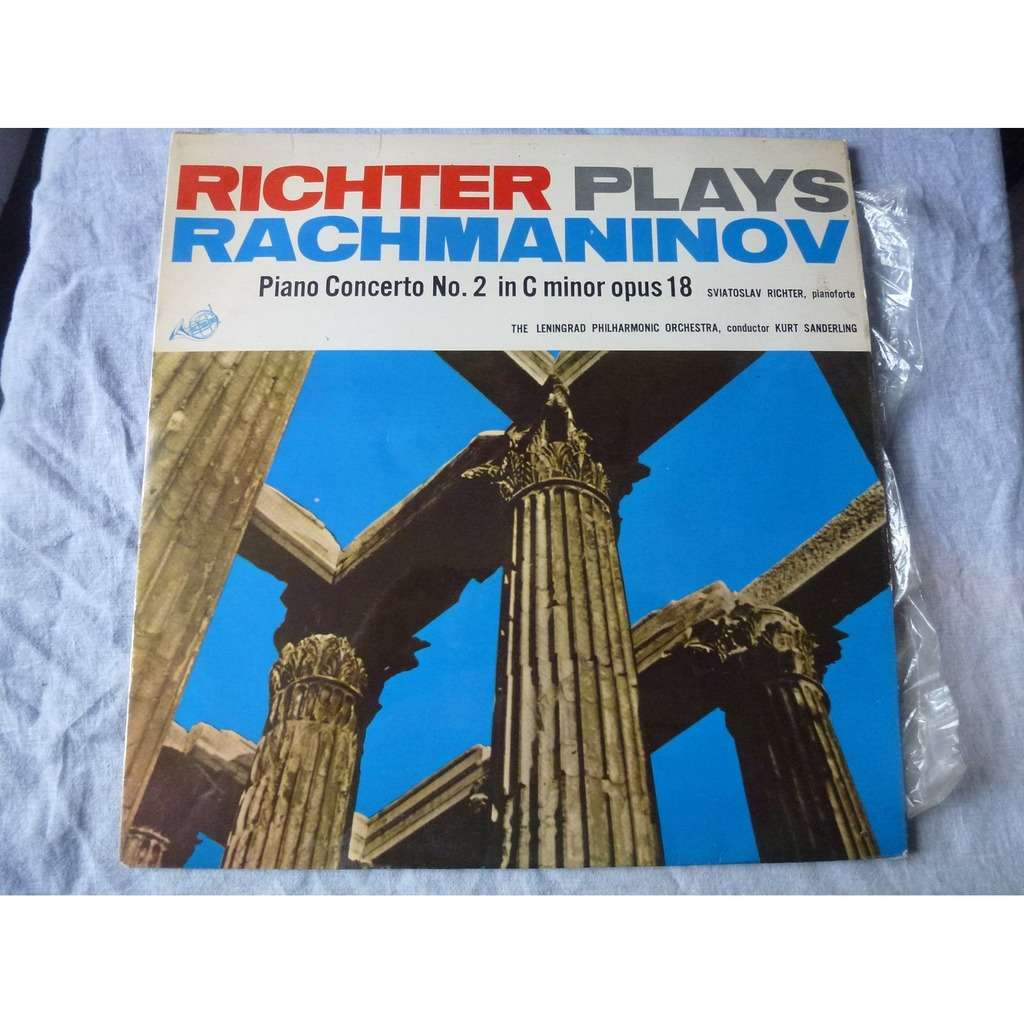 RICHTER PLAYS
RACHMANINOV
Piano Concerto No. 2 in C minor opus 18 SVIATOSLAV RICHTER, pianoforte
THE LENINGRAD PHILHARMONIC ORCHESTRA, conductor KURT SANDERLING